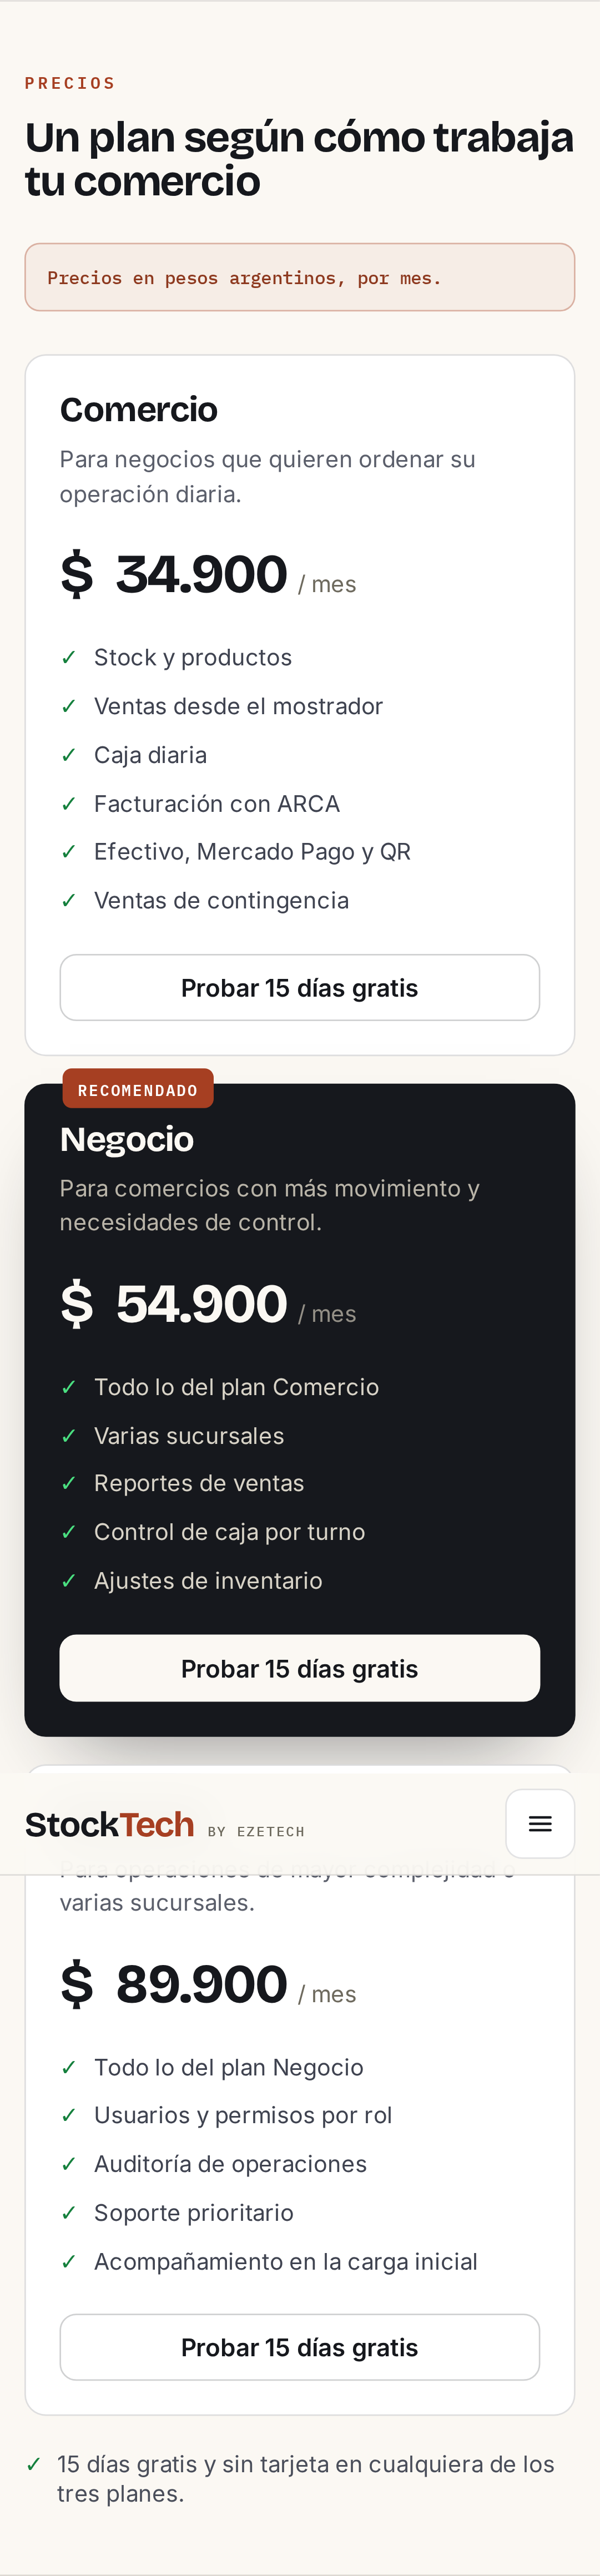 PRECIOS
Un plan según cómo trabaja
tu comercio
Precios en pesos argentinos, por mes.
Comercio
Para negocios que quieren ordenar su
operación diaria.
$ 34.900 / mes
✓ Stock y productos
✓ Ventas desde el mostrador
✓ Caja diaria
✓ Facturación con ARCA
✓ Efectivo, Mercado Pago y QR
✓ Ventas de contingencia
Probar 15 días gratis
RECOMENDADO
Negocio
Para comercios con más movimiento y
necesidades de control.
$ 54.900 / mes
✓ Todo lo del plan Comercio
✓ Varias sucursales
✓ Reportes de ventas
✓ Control de caja por turno
✓ Ajustes de inventario
Probar 15 días gratis
StockTech BY EZETECH
Para operaciones de mayor complejidad o
varias sucursales.
$ 89.900 / mes
✓ Todo lo del plan Negocio
✓ Usuarios y permisos por rol
✓ Auditoría de operaciones
✓ Soporte prioritario
✓ Acompañamiento en la carga inicial
Probar 15 días gratis
✓ 15 días gratis y sin tarjeta en cualquiera de los
tres planes.